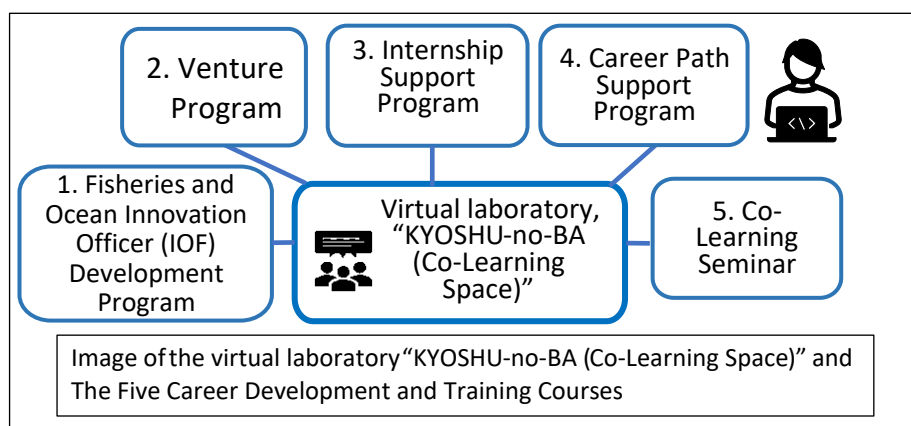 2. Venture
Program
3. Internship
Support
Program
4. Career Path
Support
Program
1. Fisheries and
Ocean Innovation
Officer (IOF)
Development
Program
Virtual laboratory,
“KYOSHU-no-BA
(Co-Learning
Space)”
5. Co-
Learning
Seminar
Image of the virtual laboratory “KYOSHU-no-BA (Co-Learning Space)” and
The Five Career Development and Training Courses